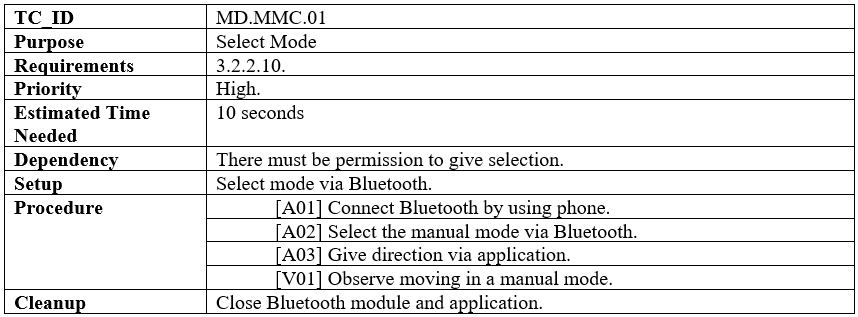 TC_ID MD.MMC.01
Purpose Select Mode
Requirements 3.2.2.10.
Priority High.
Estimated Time 10 seconds
Needed
Dependency There must be permission to give selection.
Setup Select mode via Bluetooth.
Procedure [A01] Connect Bluetooth by using phone.
[A02] Select the manual mode via Bluetooth.
[A03] Give direction via application.
[V01] Observe moving in a manual mode.
Cleanup Close Bluetooth module and application.